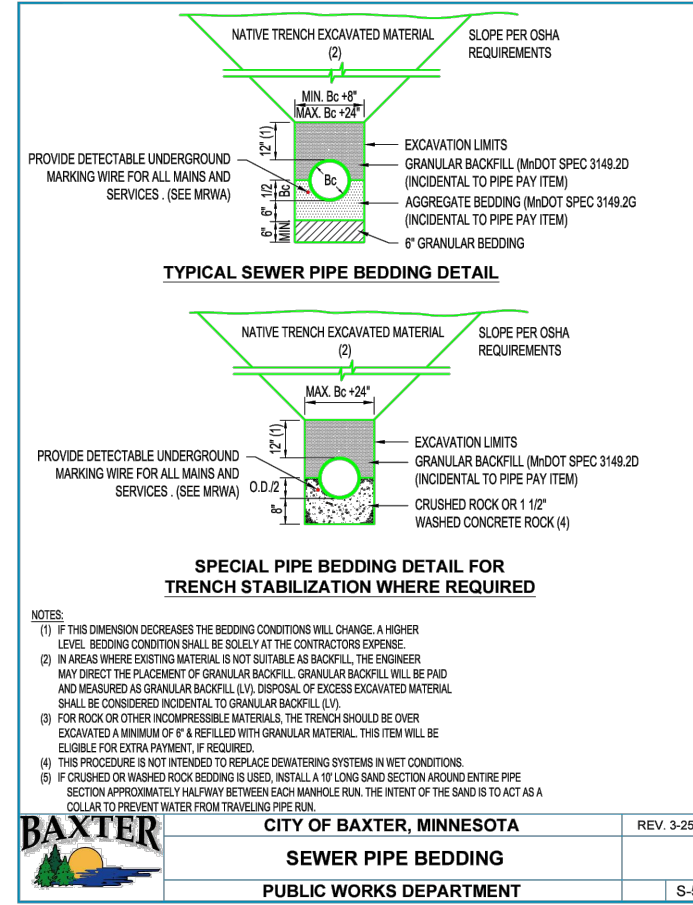 NATIVE TRENCH EXCAVATED MATERIAL
(2)
SLOPE PER OSHA
REQUIREMENTS
MIN. Bc +8"
MAX. Bc +24"
12" (1)
PROVIDE DETECTABLE UNDERGROUND
MARKING WIRE FOR ALL MAINS AND
SERVICES . (SEE MRWA)
Bc
1/2
Bc
6"
6"
MIN.
EXCAVATION LIMITS
GRANULAR BACKFILL (MnDOT SPEC 3149.2D
(INCIDENTAL TO PIPE PAY ITEM)
AGGREGATE BEDDING (MnDOT SPEC 3149.2G
(INCIDENTAL TO PIPE PAY ITEM)
6" GRANULAR BEDDING
TYPICAL SEWER PIPE BEDDING DETAIL
NATIVE TRENCH EXCAVATED MATERIAL
(2)
SLOPE PER OSHA
REQUIREMENTS
MAX. Bc +24"
12" (1)
PROVIDE DETECTABLE UNDERGROUND
MARKING WIRE FOR ALL MAINS AND
SERVICES . (SEE MRWA)
O.D./2
8"
EXCAVATION LIMITS
GRANULAR BACKFILL (MnDOT SPEC 3149.2D
(INCIDENTAL TO PIPE PAY ITEM)
CRUSHED ROCK OR 1 1/2"
WASHED CONCRETE ROCK (4)
SPECIAL PIPE BEDDING DETAIL FOR
TRENCH STABILIZATION WHERE REQUIRED
NOTES:
(1) IF THIS DIMENSION DECREASES THE BEDDING CONDITIONS WILL CHANGE. A HIGHER
LEVEL BEDDING CONDITION SHALL BE SOLELY AT THE CONTRACTORS EXPENSE.
(2) IN AREAS WHERE EXISTING MATERIAL IS NOT SUITABLE AS BACKFILL, THE ENGINEER
MAY DIRECT THE PLACEMENT OF GRANULAR BACKFILL. GRANULAR BACKFILL WILL BE PAID
AND MEASURED AS GRANULAR BACKFILL (LV). DISPOSAL OF EXCESS EXCAVATED MATERIAL
SHALL BE CONSIDERED INCIDENTAL TO GRANULAR BACKFILL (LV).
(3) FOR ROCK OR OTHER INCOMPRESSIBLE MATERIALS, THE TRENCH SHOULD BE OVER
EXCAVATED A MINIMUM OF 6" & REFILLED WITH GRANULAR MATERIAL. THIS ITEM WILL BE
ELIGIBLE FOR EXTRA PAYMENT, IF REQUIRED.
(4) THIS PROCEDURE IS NOT INTENDED TO REPLACE DEWATERING SYSTEMS IN WET CONDITIONS.
(5) IF CRUSHED OR WASHED ROCK BEDDING IS USED, INSTALL A 10' LONG SAND SECTION AROUND ENTIRE PIPE
SECTION APPROXIMATELY HALFWAY BETWEEN EACH MANHOLE RUN. THE INTENT OF THE SAND IS TO ACT AS A
COLLAR TO PREVENT WATER FROM TRAVELING PIPE RUN.
BAXTER
CITY OF BAXTER, MINNESOTA
REV. 3-25
SEWER PIPE BEDDING
PUBLIC WORKS DEPARTMENT
S-5